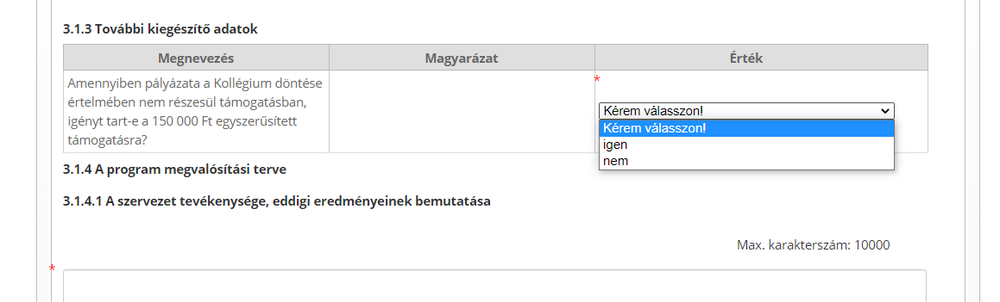 3.1.3 További kiegészítő adatok
Megnevezés Magyarázat Érték
Amennyiben pályázata a Kollégium döntése
értelmében nem részesül támogatásban,
igényt tart-e a 150 000 Ft egyszerűsített
támogatásra?
*
Kérem válasszon!
Kérem válasszon!
igen
nem
3.1.4 A program megvalósítási terve
3.1.4.1 A szervezet tevékenysége, eddigi eredményeinek bemutatása
Max. karakterszám: 10000
*